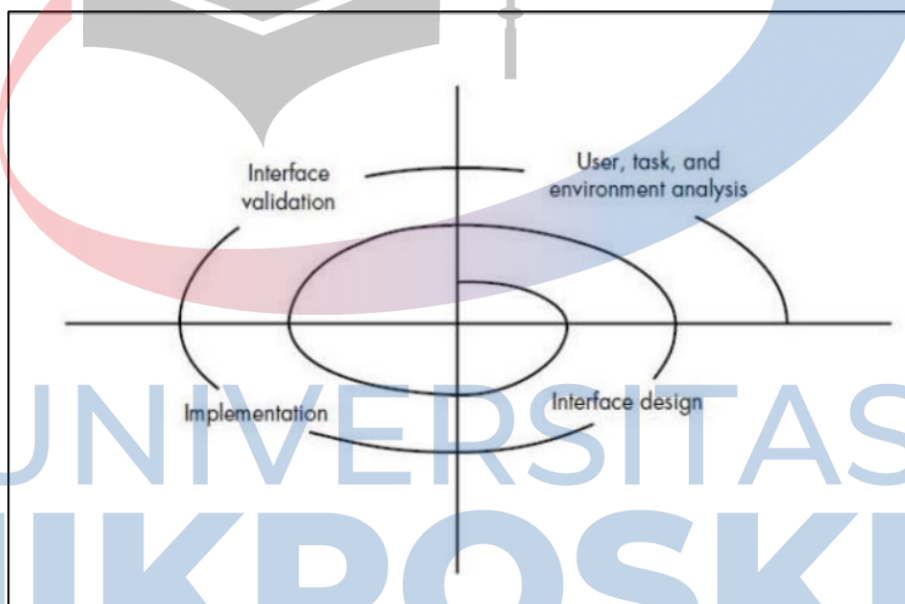 Interface
validation
User, task, and
environment analysis
Implementation
Interface design
UNIVERSITAS